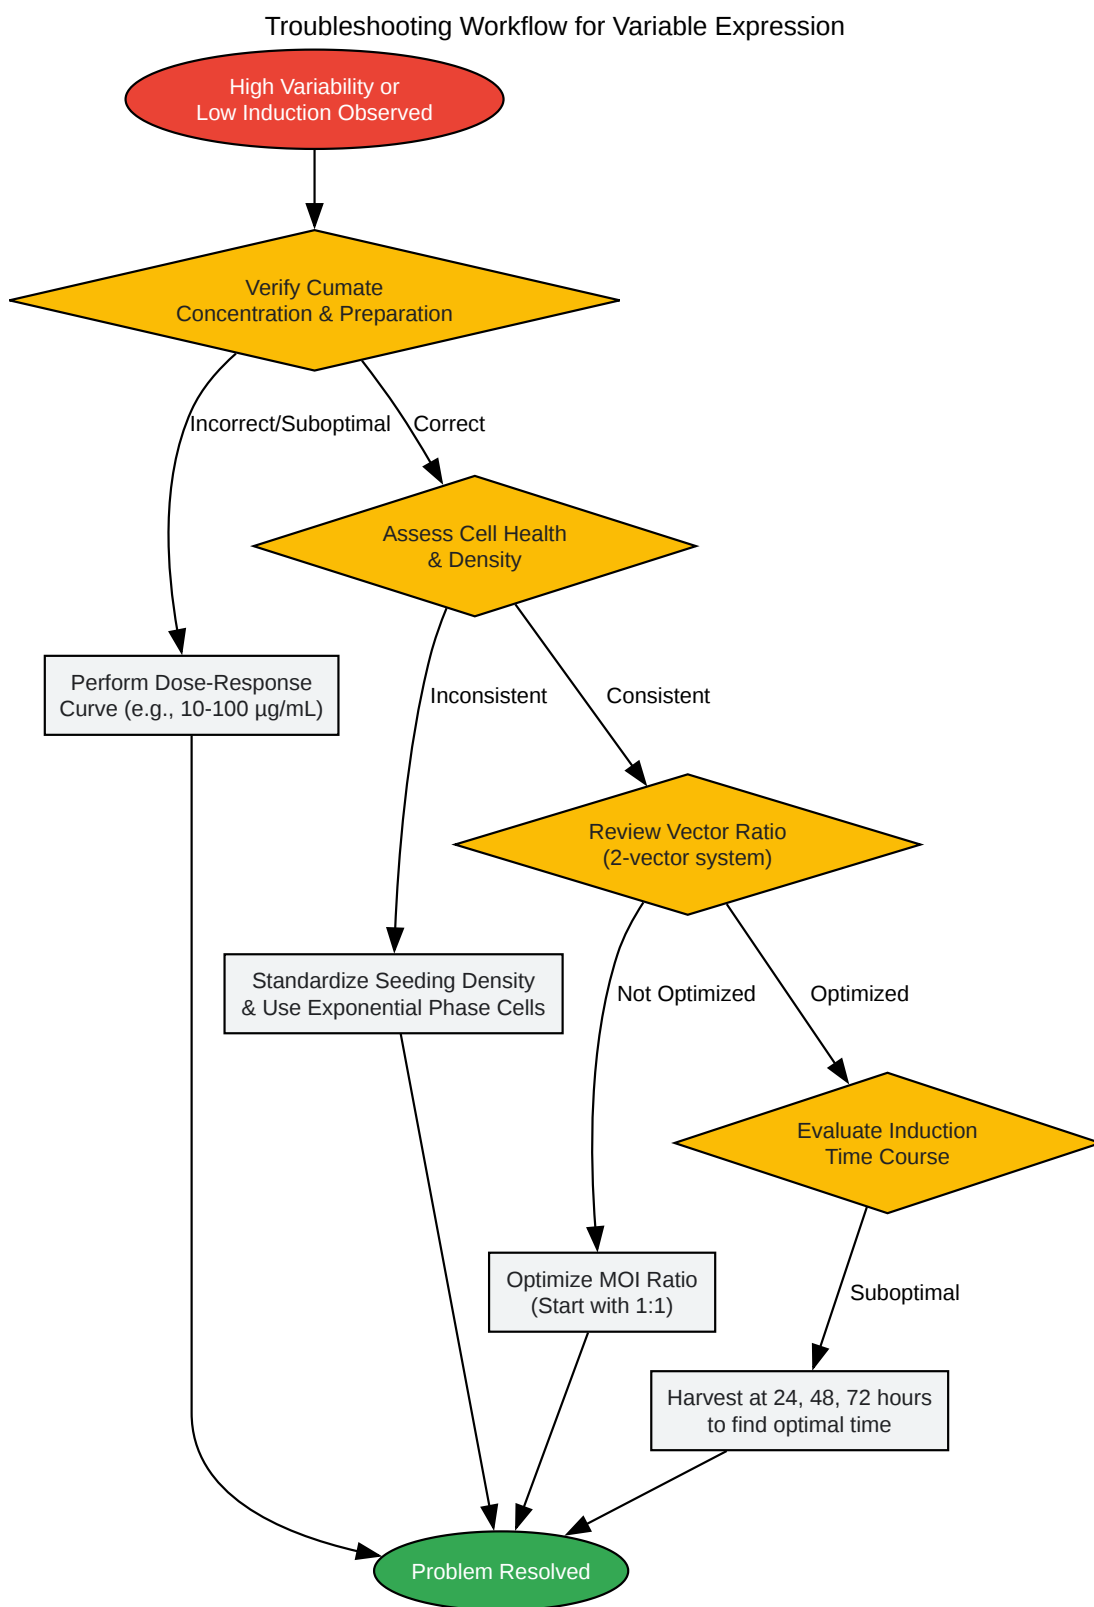 Troubleshooting Workflow for Variable Expression
High Variability or
Low Induction Observed
Verify Cumate
Concentration & Preparation
Incorrect/Suboptimal
Correct
Assess Cell Health
& Density
Perform Dose-Response
Curve (e.g., 10-100 µg/mL)
Inconsistent
Consistent
Review Vector Ratio
(2-vector system)
Standardize Seeding Density
& Use Exponential Phase Cells
Not Optimized
Optimized
Evaluate Induction
Time Course
Optimize MOI Ratio
(Start with 1:1)
Suboptimal
Harvest at 24, 48, 72 hours
to find optimal time
Problem Resolved